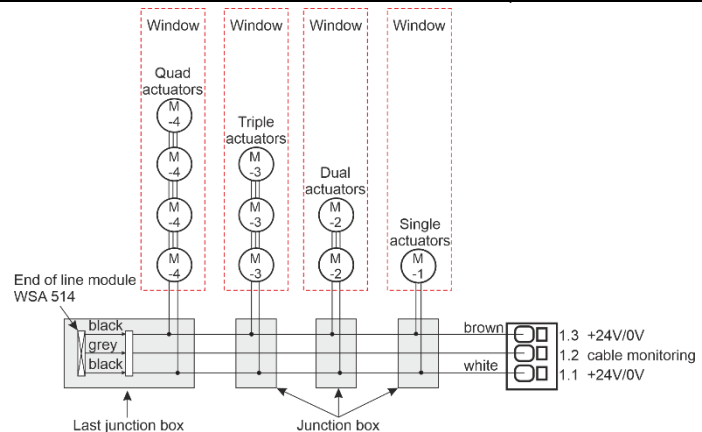 Window
Window
Window
Window
Quad
actuators
M
-4
M
-4
M
-4
M
-4
Triple
actuators
M
-3
M
-3
M
-3
Dual
actuators
M
-2
M
-2
Single
actuators
M
-1
End of line module
WSA 514
black
grey
black
brown
white
1.3 +24V/0V
1.2 cable monitoring
1.1 +24V/0V
Last junction box
Junction box